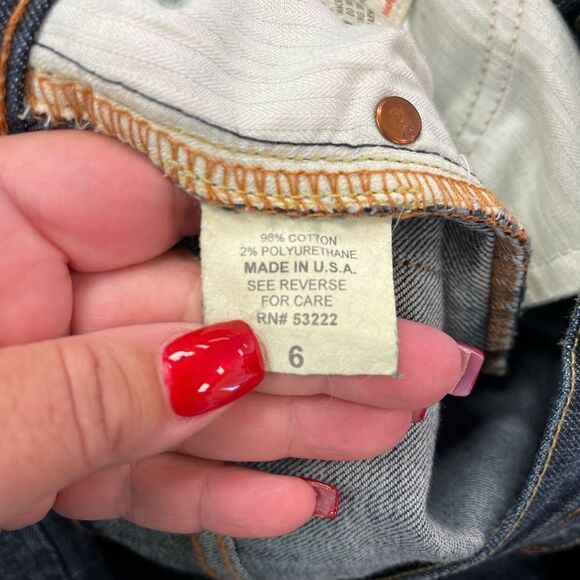 98% COTTON
2% POLYURETHANE
MADE IN U.S.A.
SEE REVERSE
FOR CARE
RN# 53222
6